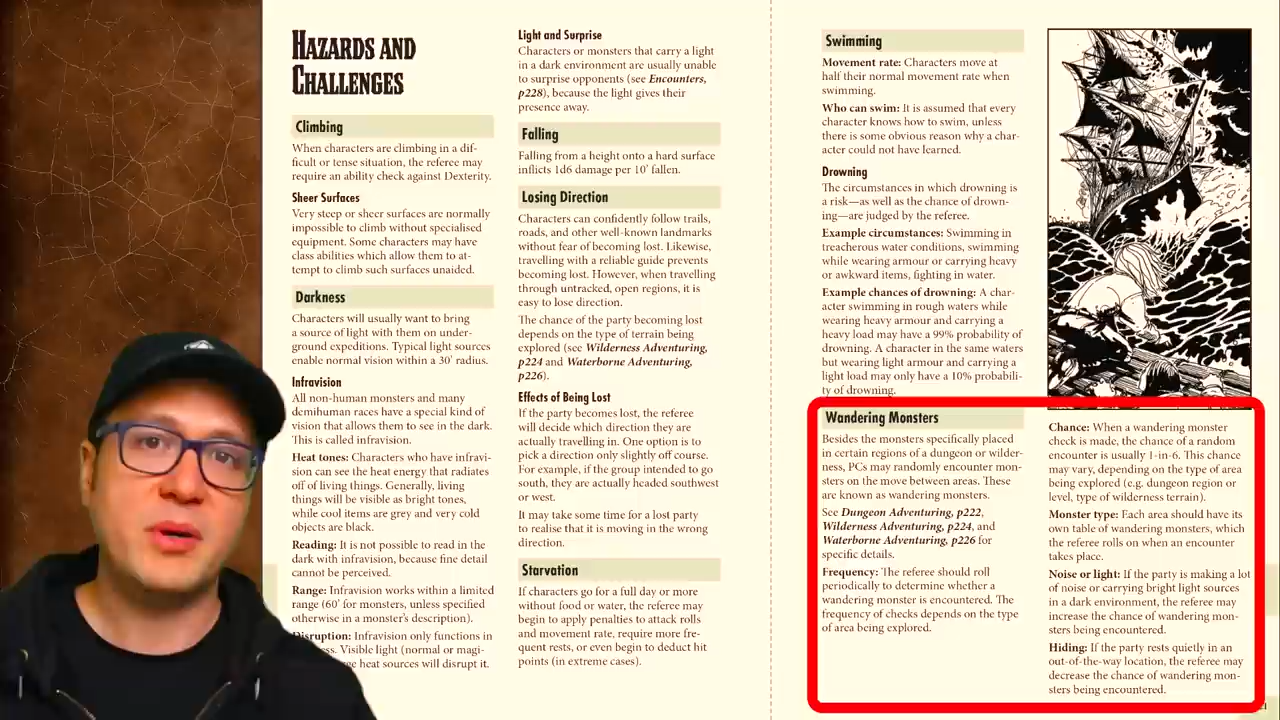 HAZARDS AND
CHALLENGES
Climbing
When characters are climbing in a dif-
ficult or tense situation, the referee may
require an ability check against Dexterity.
Sheer Surfaces
Very steep or sheer surfaces are normally
impossible to climb without specialised
equipment. Some characters may have
class abilities which allow them to at-
tempt to climb such surfaces unaided.
Darkness
Characters will usually want to bring
a source of light with them on under-
ground expeditions. Typical light sources
enable normal vision within a 30' radius.
Infravision
All non-human monsters and many
demihuman races have a special kind of
vision that allows them to see in the dark.
This is called infravision.
Heat tones: Characters who have infravi-
sion can see the heat energy that radiates
off of living things. Generally, living
things will be visible as bright tones,
while cool items are grey and very cold
objects are black.
Reading: It is not possible to read in the
dark with infravision, because fine detail
cannot be perceived.
Range: Infravision works within a limited
range (60' for monsters, unless specified
otherwise in a monster's description).
Disruption: Infravision only functions in
Visible light (normal or magi-
heat sources will disrupt it.
Light and Surprise
Characters or monsters that carry a light
in a dark environment are usually unable
to surprise opponents (see Encounters,
p228), because the light gives their
presence away.
Falling
Falling from a height onto a hard surface
inflicts 1d6 damage per 10' fallen.
Losing Direction
Characters can confidently follow trails,
roads, and other well-known landmarks
without fear of becoming lost. Likewise,
travelling with a reliable guide prevents
becoming lost. However, when travelling
through untracked, open regions, it is
easy to lose direction.
The chance of the party becoming lost
depends on the type of terrain being
explored (see Wilderness Adventuring,
p224 and Waterborne Adventuring,
p226).
Effects of Being Lost
If the party becomes lost, the referee
will decide which direction they are
actually travelling in. One option is to
pick a direction only slightly off course.
For example, if the group intended to go
south, they are actually headed southwest
or west.
It may take some time for a lost party
to realise that it is moving in the wrong
direction.
Starvation
If characters go for a full day or more
without food or water, the referee may
begin to apply penalties to attack rolls
and movement rate, require more fre-
quent rests, or even begin to deduct hit
points (in extreme cases).
Swimming
Movement rate: Characters move at
half their normal movement rate when
swimming.
Who can swim: It is assumed that every
character knows how to swim, unless
there is some obvious reason why a char-
acter could not have learned.
Drowning
The circumstances in which drowning is
a risk—as well as the chance of drown-
ing—are judged by the referee.
Example circumstances: Swimming in
treacherous water conditions, swimming
while wearing armour or carrying heavy
or awkward items, fighting in water.
Example chances of drowning: A char-
acter swimming in rough waters while
wearing heavy armour and carrying a
heavy load may have a 99% probability of
drowning. A character in the same waters
but wearing light armour and carrying a
light load may only have a 10% probabili-
ty of drowning.
Wandering Monsters
Besides the monsters specifically placed
in certain regions of a dungeon or wilder-
ness, PCs may randomly encounter mon-
sters on the move between areas. These
are known as wandering monsters.
See Dungeon Adventuring, p222,
Wilderness Adventuring, p224, and
Waterborne Adventuring, p226 for
specific details.
Frequency: The referee should roll
periodically to determine whether a
wandering monster is encountered. The
frequency of checks depends on the type
of area being explored.
Chance: When a wandering monster
check is made, the chance of a random
encounter is usually 1-in-6. This chance
may vary, depending on the type of area
being explored (e.g. dungeon region or
level, type of wilderness terrain).
Monster type: Each area should have its
own table of wandering monsters, which
the referee rolls on when an encounter
takes place.
Noise or light: If the party is making a lot
of noise or carrying bright light sources
in a dark environment, the referee may
increase the chance of wandering mon-
sters being encountered.
Hiding: If the party rests quietly in an
out-of-the-way location, the referee may
decrease the chance of wandering mon-
sters being encountered.